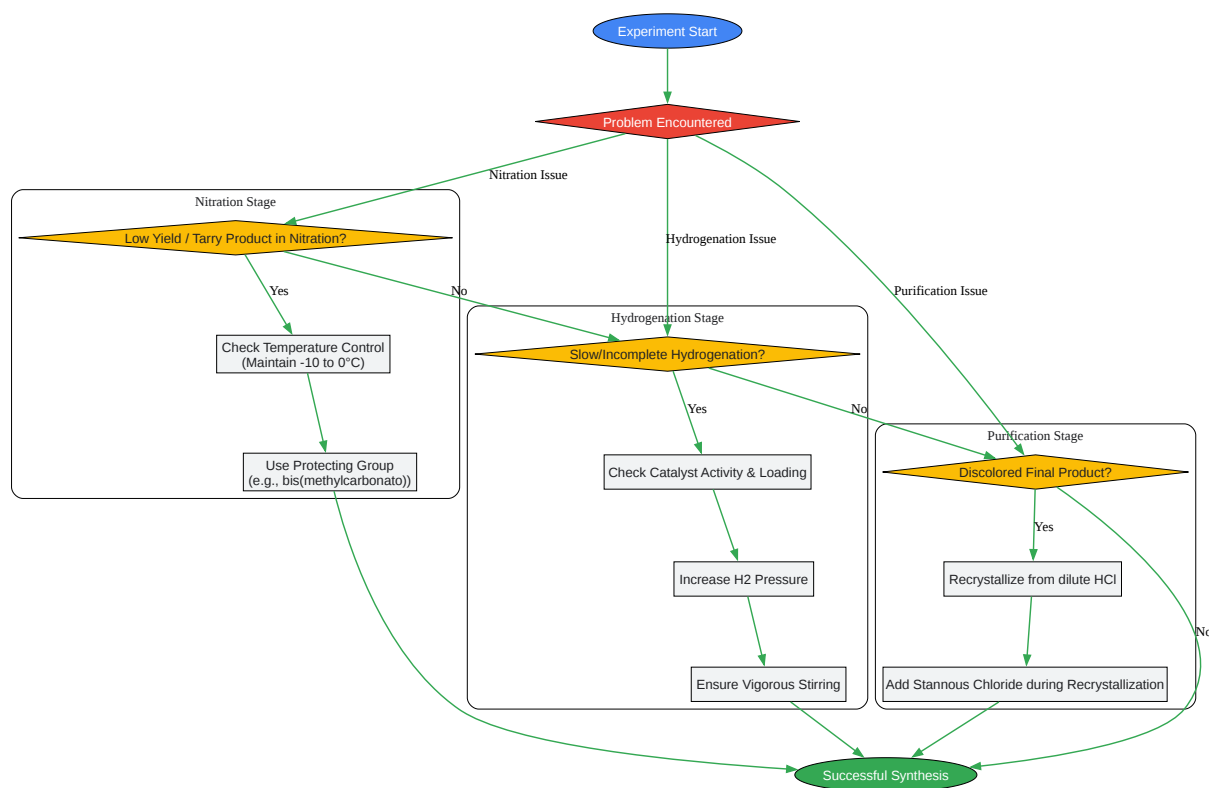 Experiment Start
Problem Encountered
Nitration Issue
Hydrogenation Issue
Purification Issue
Nitration Stage
Low Yield / Tarry Product in Nitration?
Yes
No
Check Temperature Control
(Maintain -10 to 0°C)
Use Protecting Group
(e.g., bis(methylcarbonato))
Hydrogenation Stage
Slow/Incomplete Hydrogenation?
Yes
No
Check Catalyst Activity & Loading
Increase H2 Pressure
Ensure Vigorous Stirring
Purification Stage
Discolored Final Product?
Yes
No
Recrystallize from dilute HCl
Add Stannous Chloride during Recrystallization
Successful Synthesis